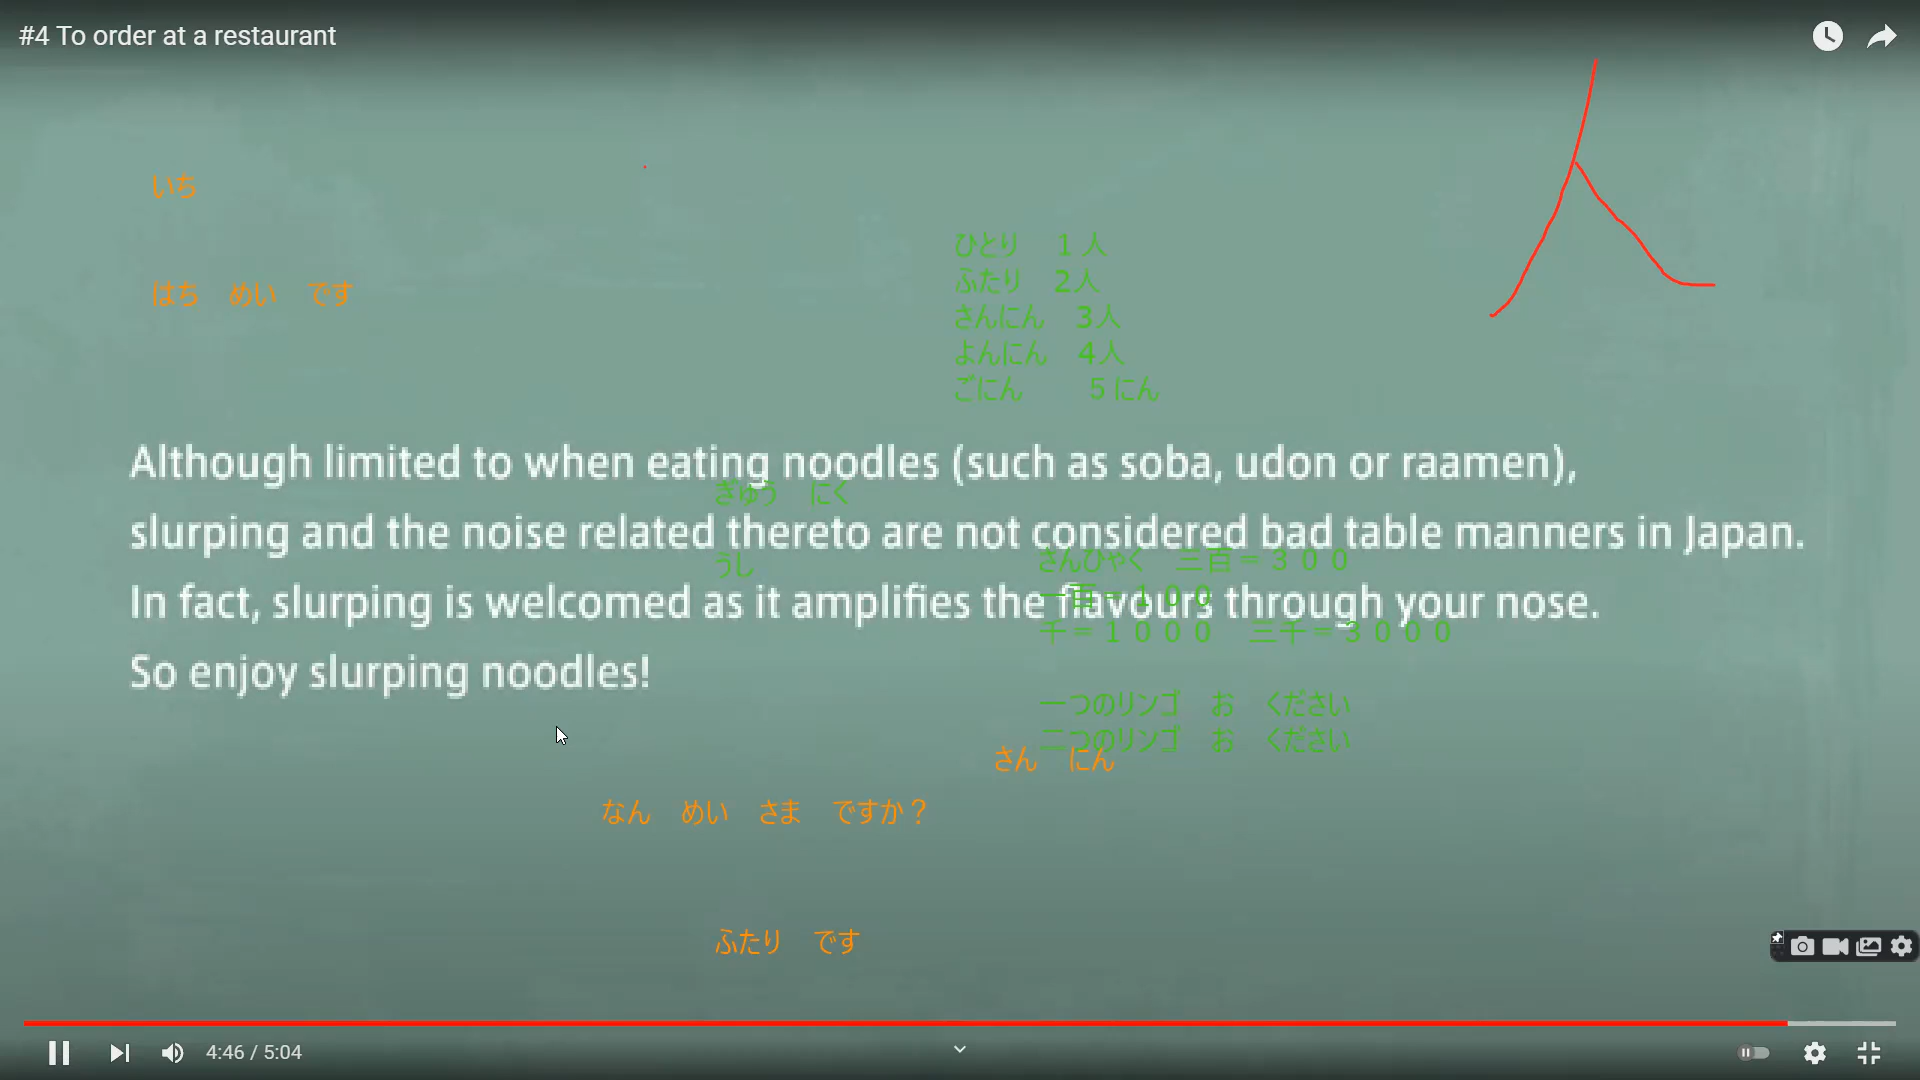 #4 To order at a restaurant
いち
ひとり 1人
ふたり 2人
はち めい です
さんにん 3人
よんにん 4人
ごにん 5にん
Although limited to when eating noodles (such as soba, udon or raamen),
ぎゅう にく
slurping and the noise related thereto are not considered bad table manners in Japan.
うし
さんひゃく 三百=300
In fact, slurping is welcomed as it amplifies the flavours through your nose.
一百=100
千=1000 三千=3000
So enjoy slurping noodles!
一つのリンゴ お ください
二つのリンゴ お ください
さん にん
なん めい さま ですか?
ふたり です
4:46 / 5:04
人